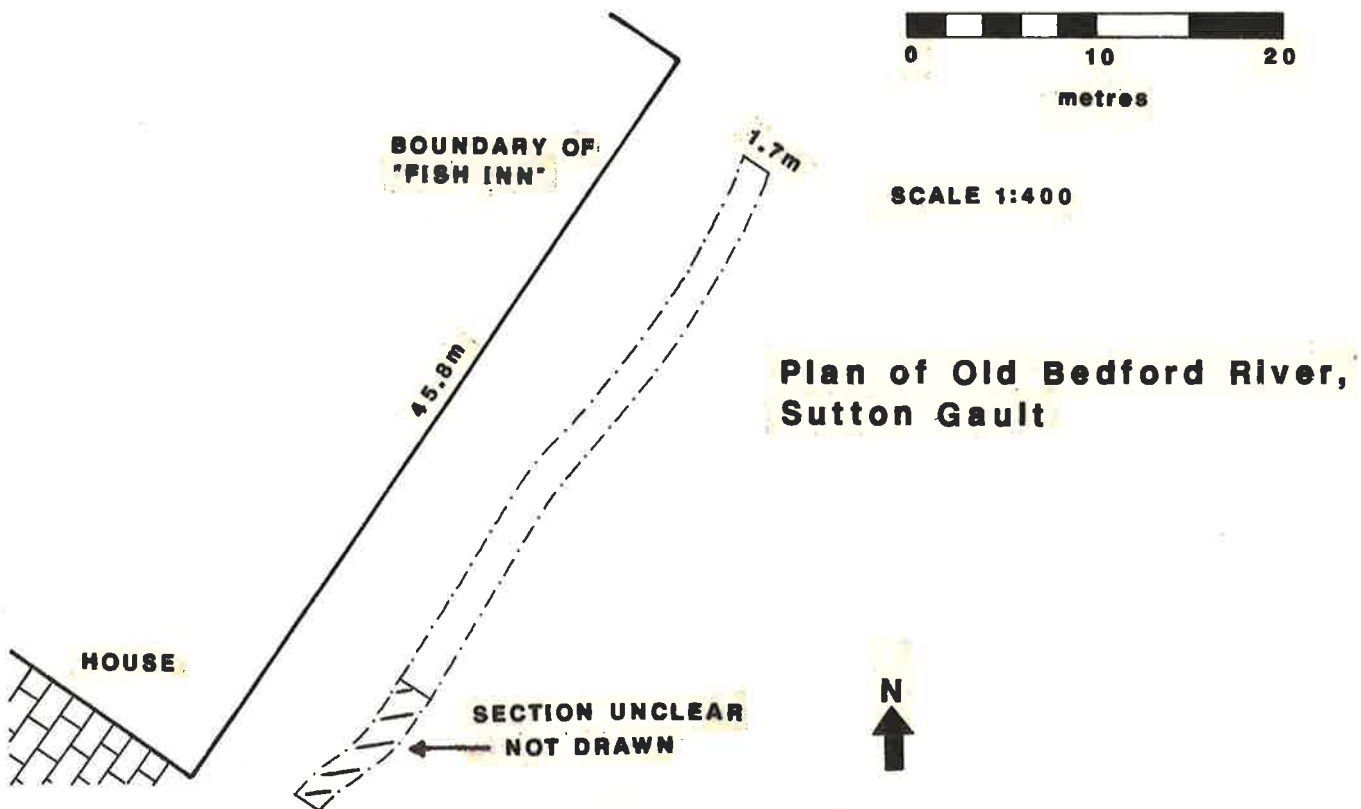 0 10 20
metres
BOUNDARY OF
"FISH INN"
1.7m
SCALE 1:400
45.8m
Plan of Old Bedford River,
Sutton Gault
HOUSE
SECTION UNCLEAR
NOT DRAWN
N